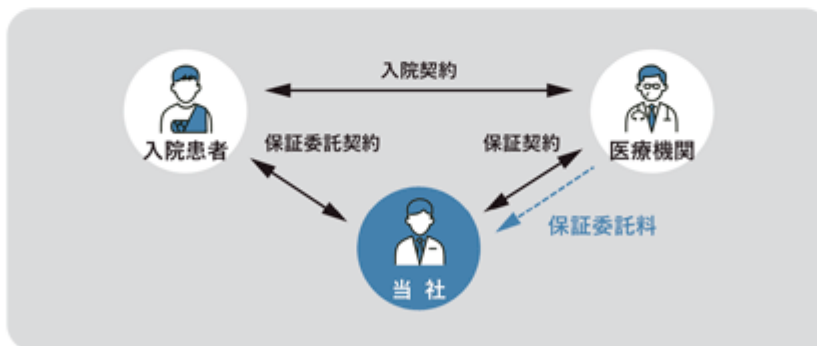 入院契約
入院患者
保証委託契約
保証契約
医療機関
保証委託料
当 社